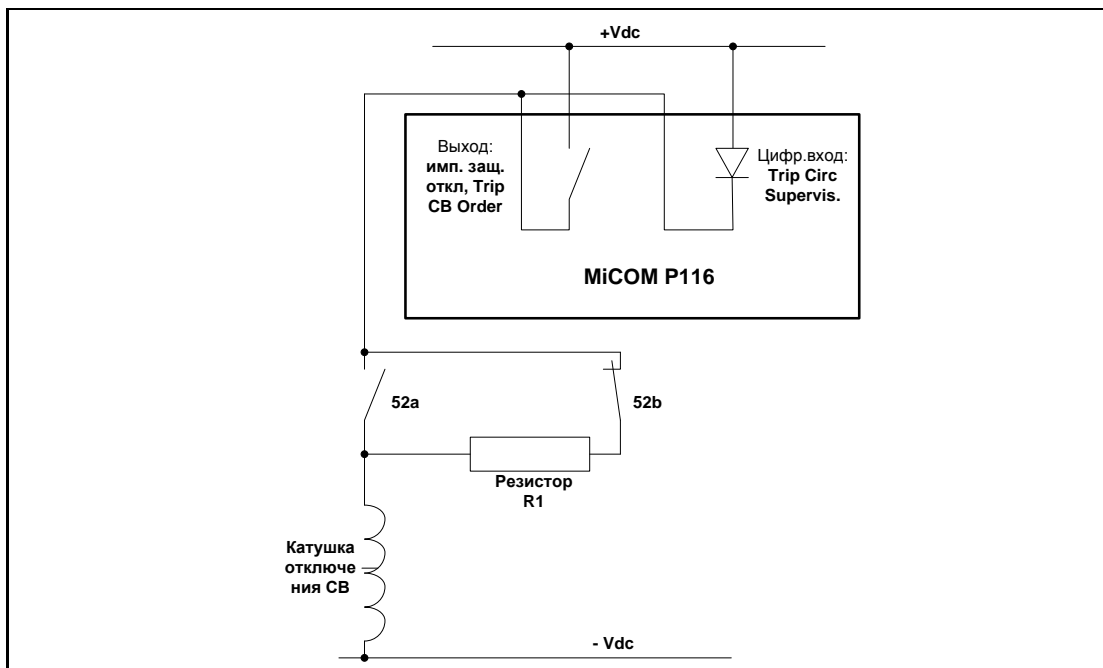 +Vdc
Выход:
имп. защ.
откл, Trip
CB Order
Цифр.вход:
Trip Circ
Supervis.
MiCOM P116
52a
52b
Резистор
R1
Катушка
отключе
ния СВ
- Vdc